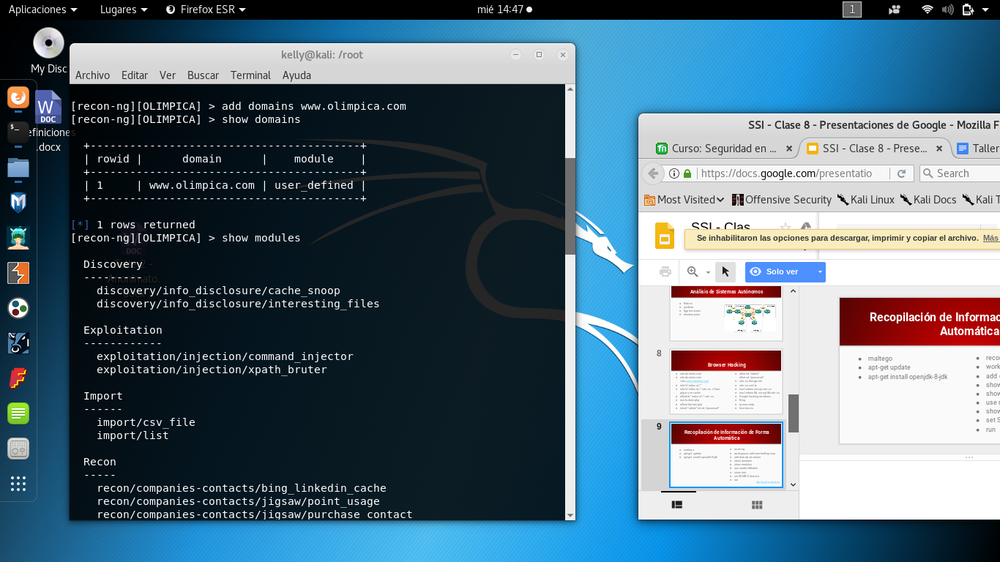 Aplicaciones
Lugares
Firefox ESR
mié 14:47
1
My Disc
W
DOC
efiniciones
.docx
kelly@kali: /root
Archivo Editar Ver Buscar Terminal Ayuda
[recon-ng][OLIMPICA] > add domains www.olimpica.com
[recon-ng][OLIMPICA] > show domains
+-----------------------------------------+
| rowid | domain | module |
+-----------------------------------------+
| 1 | www.olimpica.com | user_defined |
+-----------------------------------------+
[*] 1 rows returned
[recon-ng][OLIMPICA] > show modules
DOC
Discovery
---------
Anonimato.
discovery/info_disclosure/cache_snoop
discovery/info_disclosure/interesting_files
Exploitation
------------
exploitation/injection/command_injector
exploitation/injection/xpath_bruter
Import
------
import/csv_file
import/list
Recon
-----
recon/companies-contacts/bing_linkedin_cache
recon/companies-contacts/jigsaw/point_usage
recon/companies-contacts/jigsaw/purchase_contact
SSI - Clase 8 - Presentaciones de Google - Mozilla F
Curso: Seguridad en ...
SSI - Clase 8 - Prese...
Taller
https://docs.google.com/presentatio
Search
Most Visited
Offensive Security
Kali Linux
Kali Docs
Kali T
SSI - Clas
Se inhabilitaron las opciones para descargar, imprimir y copiar el archivo. Más
Solo ver
Análisis de Sistemas Autónomos
8
Browser Hacking
9
Recopilación de Información de Forma
Automática
Recopilación de Informac
Automática
maltego
apt-get update
apt-get install openjdk-8-jdk
reco
work
add
show
show
use
show
set S
run